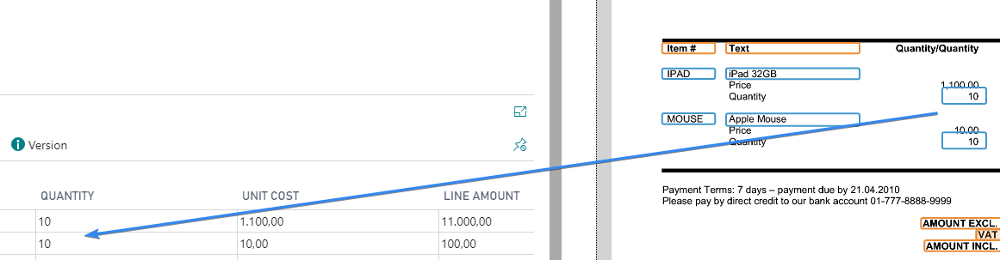 Version
QUANTITY UNIT COST LINE AMOUNT
10 1.100,00 11.000,00
10 10,00 100,00
Item # Text Quantity/Quantity
IPAD iPad 32GB
Price 1,100.00
Quantity 10
MOUSE Apple Mouse
Price 10.00
Quantity 10
Payment Terms: 7 days – payment due by 21.04.2010
Please pay by direct credit to our bank account 01-777-8888-9999
AMOUNT EXCL.
VAT
AMOUNT INCL.